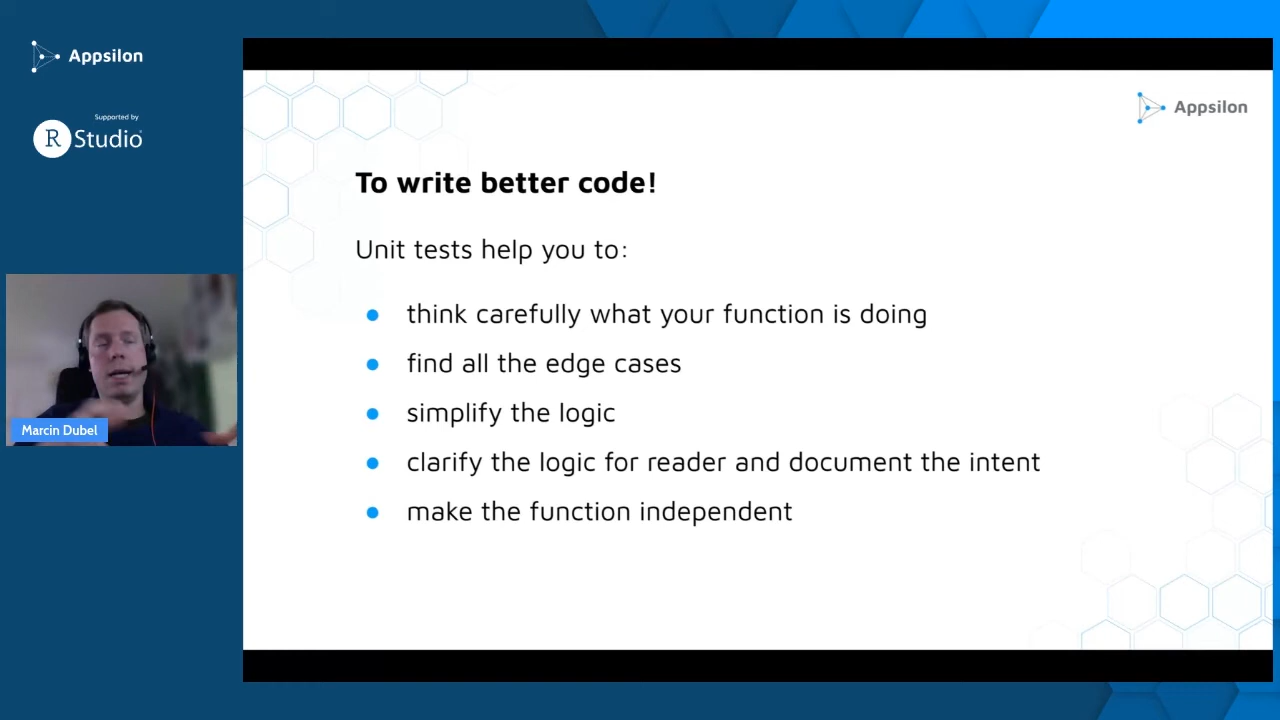 Appsilon
Supported by
R Studio
Marcin Dubel
Appsilon
To write better code!
Unit tests help you to:
● think carefully what your function is doing
● find all the edge cases
● simplify the logic
● clarify the logic for reader and document the intent
● make the function independent